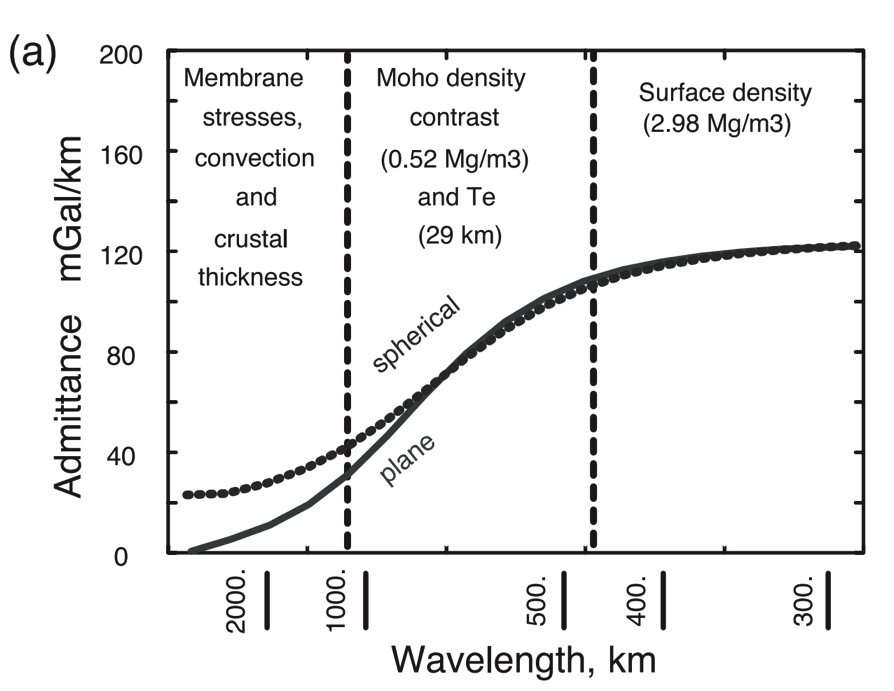 (a)
200
160
120
80
40
0
Admittance mGal/km
Membrane
stresses,
convection
and
crustal
thickness
Moho density
contrast
(0.52 Mg/m3)
and Te
(29 km)
Surface density
(2.98 Mg/m3)
spherical
plane
2000.
1000.
500.
400.
300.
Wavelength, km